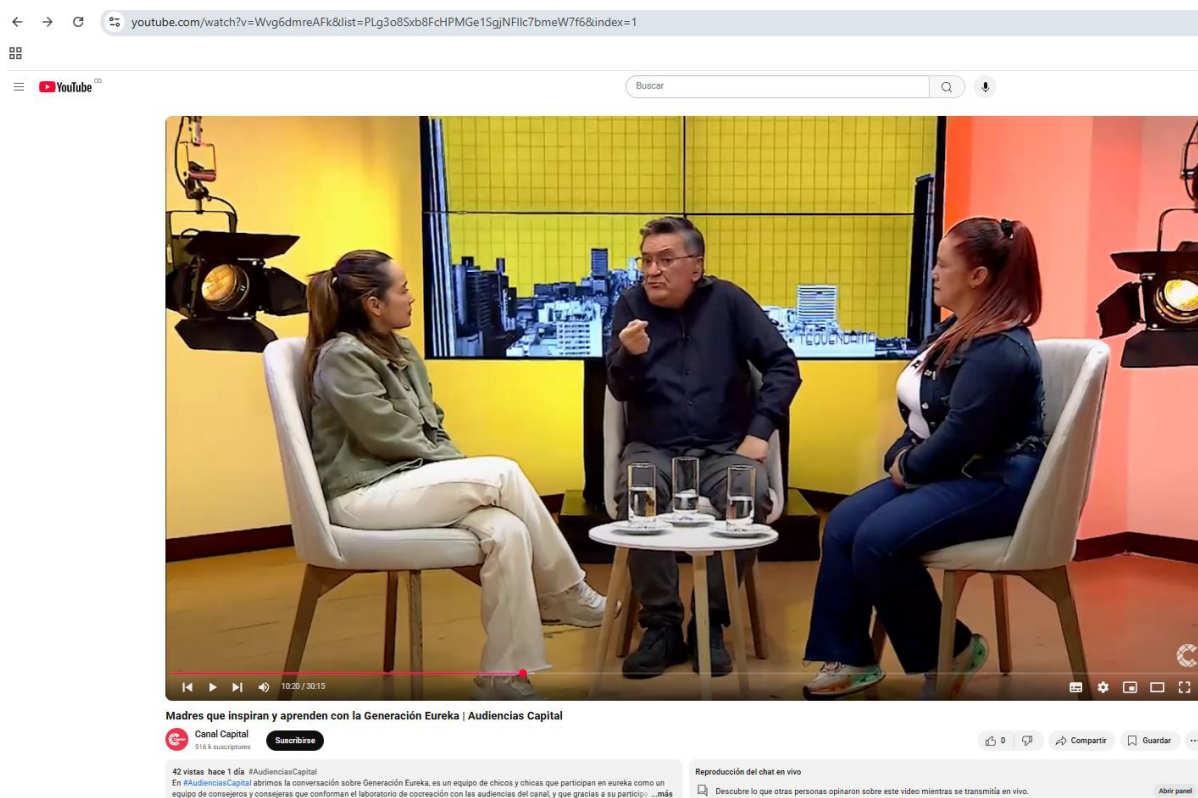 youtube.com/watch?v=Wvg6dmreAFk&list=PLg3o8Sxb8FcHPMGe1SgjNFIlc7bmeW7f6&index=1
YouTube CO
Buscar
TEQUENDAMA
10:20 / 30:15
Madres que inspiran y aprenden con la Generación Eureka | Audiencias Capital
Canal Capital
516 k suscriptores
Suscribirse
0
Compartir
Guardar
42 vistas hace 1 día #AudienciasCapital
En #AudienciasCapital abrimos la conversación sobre Generación Eureka, es un equipo de chicos y chicas que participan en eureka como un
equipo de consejeros y consejeras que conforman el laboratorio de cocreación con las audiencias del canal, y que gracias a su particip ...más
Reproducción del chat en vivo
Descubre lo que otras personas opinaron sobre este video mientras se transmitía en vivo.
Abrir panel